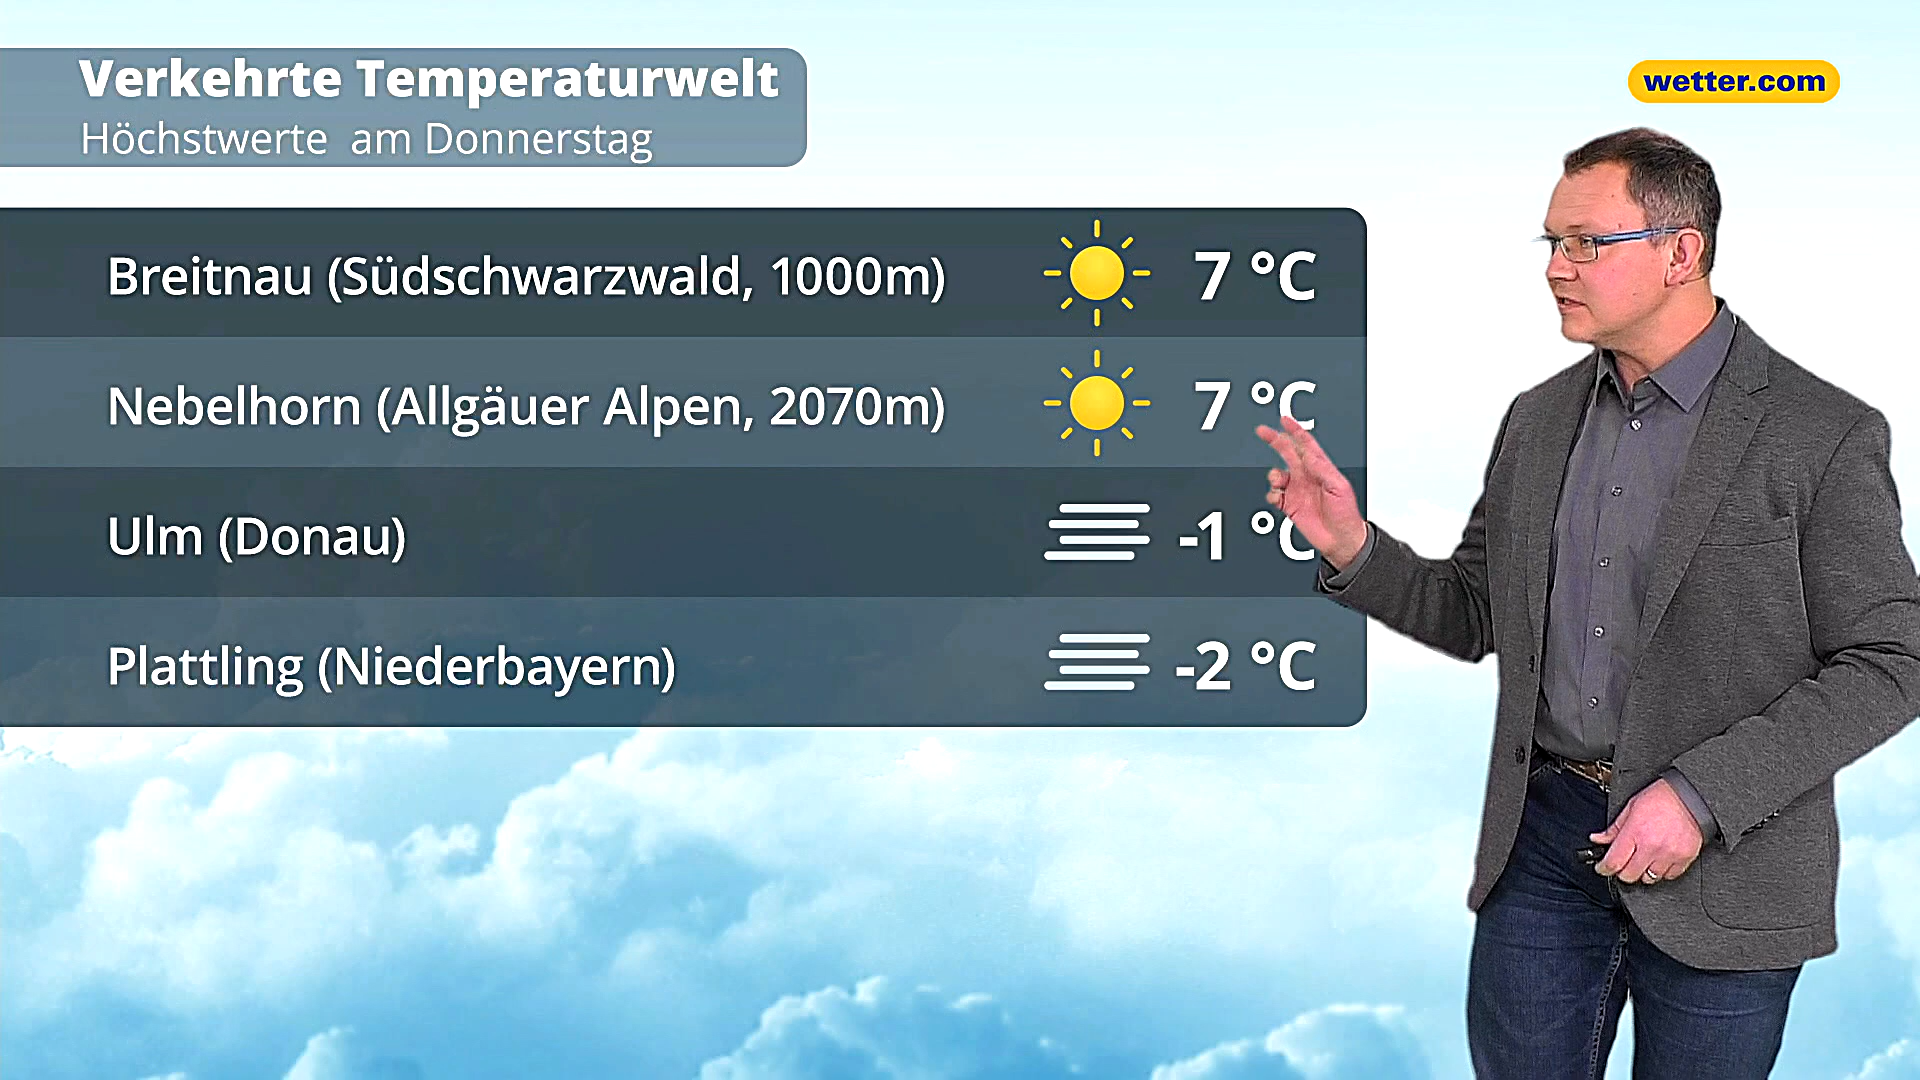 Verkehrte Temperaturwelt
Höchstwerte am Donnerstag
wetter.com
Breitnau (Südschwarzwald, 1000m) 7 °C
Nebelhorn (Allgäuer Alpen, 2070m) 7 °C
Ulm (Donau) -1 °C
Plattling (Niederbayern) -2 °C